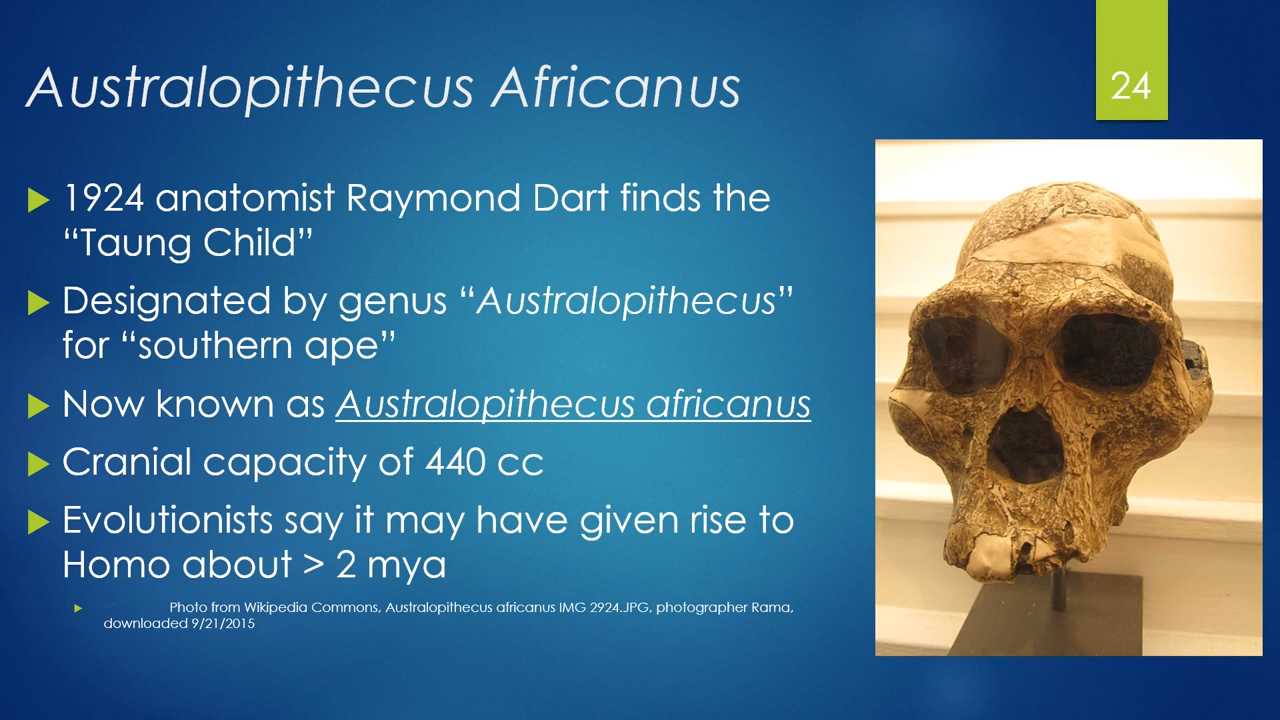 Australopithecus Africanus
24
1924 anatomist Raymond Dart finds the
“Taung Child”
Designated by genus “Australopithecus”
for “southern ape”
Now known as Australopithecus africanus
Cranial capacity of 440 cc
Evolutionists say it may have given rise to
Homo about > 2 mya
Photo from Wikipedia Commons, Australopithecus africanus IMG 2924.JPG, photographer Rama,
downloaded 9/21/2015